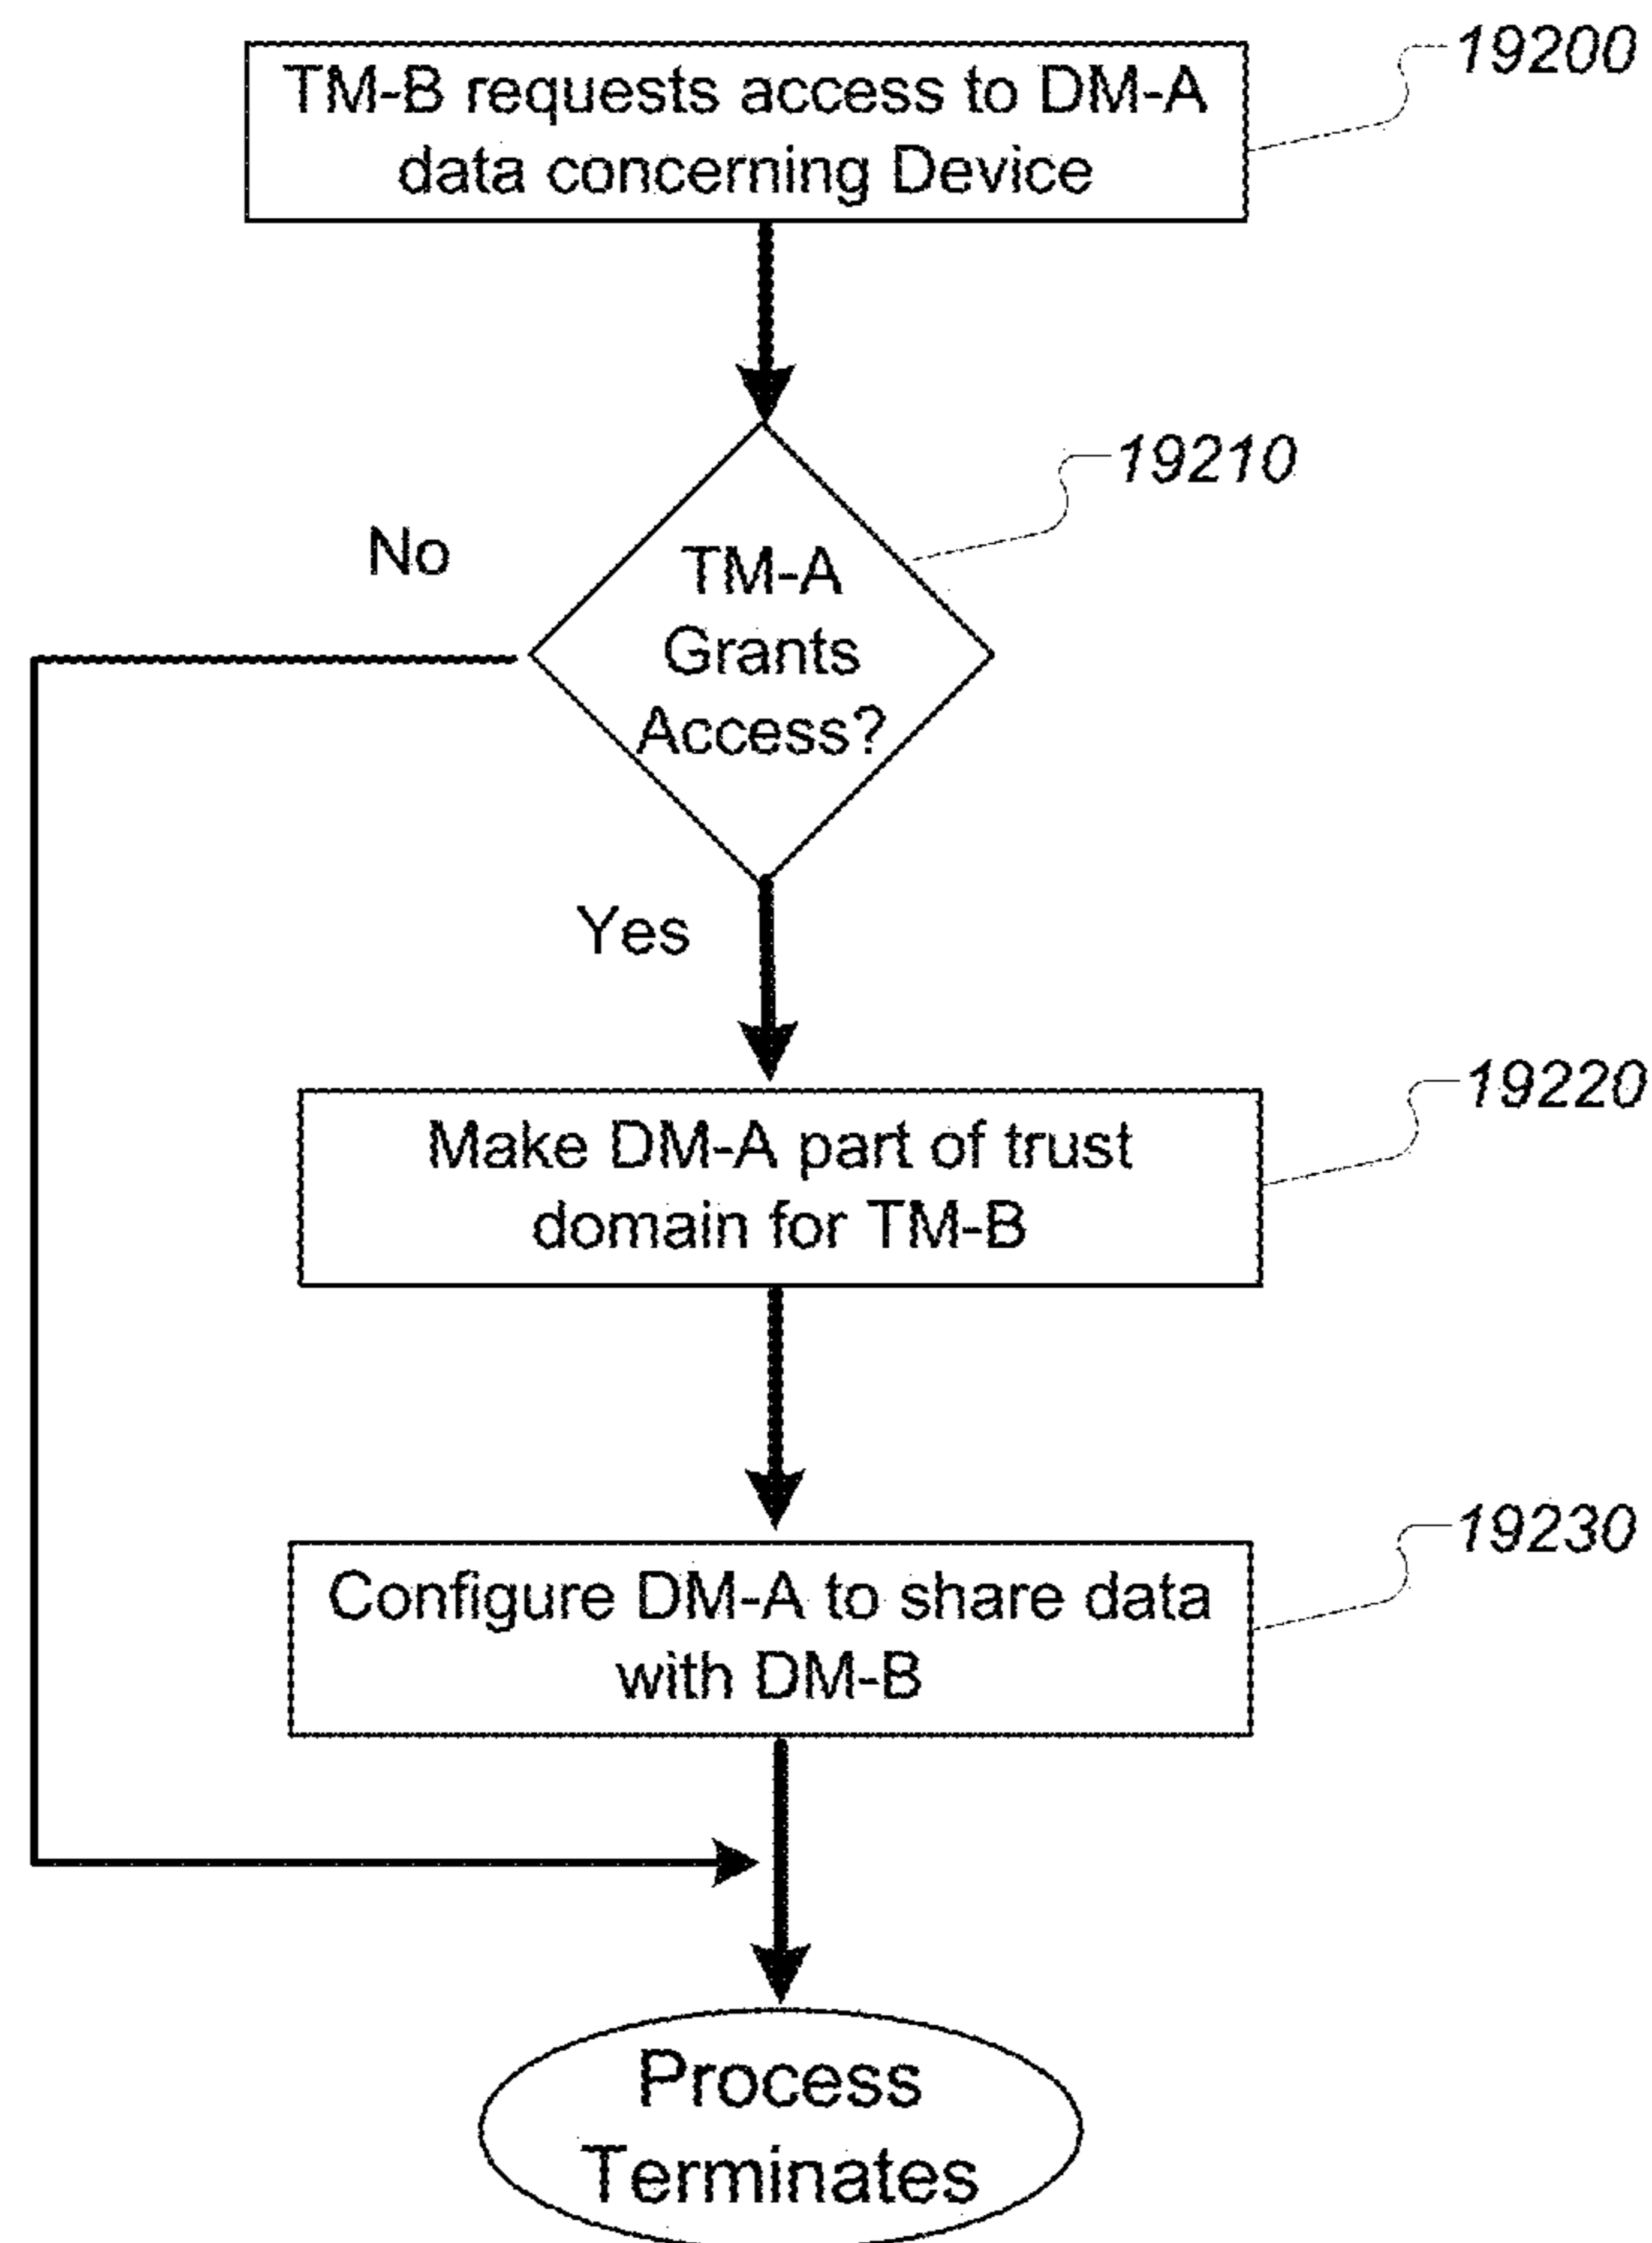 TM-B requests access to DM-A
data concerning Device
19200
19210
No
TM-A
Grants
Access?
Yes
19220
Make DM-A part of trust
domain for TM-B
19230
Configure DM-A to share data
with DM-B
Process
Terminates